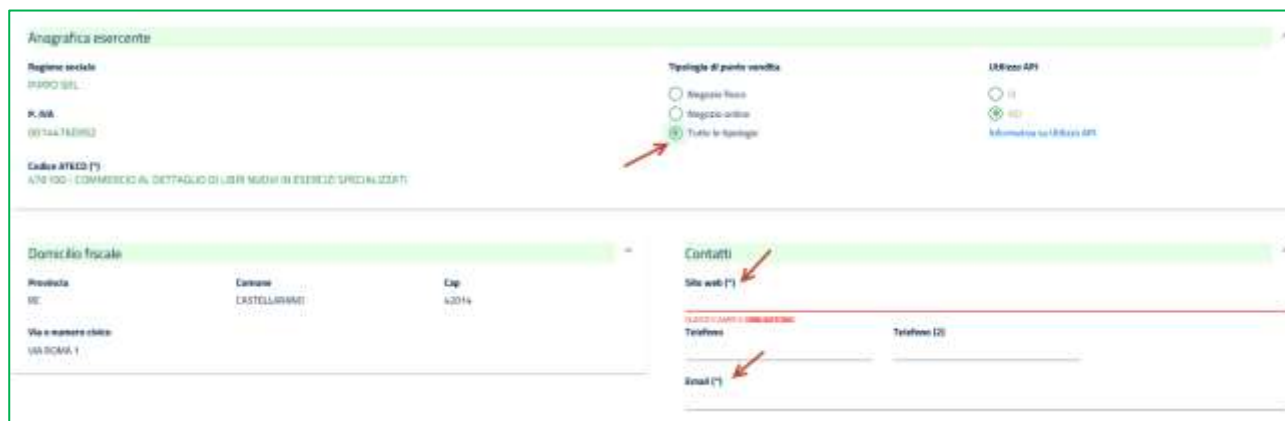 Anagrafica esercente
Ragione sociale
Tipologia di punto vendita
Utilizzo API
PIPPO SRL
Negozio fisico
SI
P. IVA
Negozio online
NO
Tutte le tipologie
Informativa su Utilizzo API
Codice ATECO (*)
476100 - COMMERCIO AL DETTAGLIO DI LIBRI NUOVI IN ESERCIZI SPECIALIZZATI
Domicilio fiscale
Contatti
Provincia
Comune
Cap
Sito web (*)
RE
CASTELLARANO
42014
QUESTO CAMPO È OBBLIGATORIO
Via e numero civico
Telefono
Telefono (2)
VIA ROMA 1
Email (*)